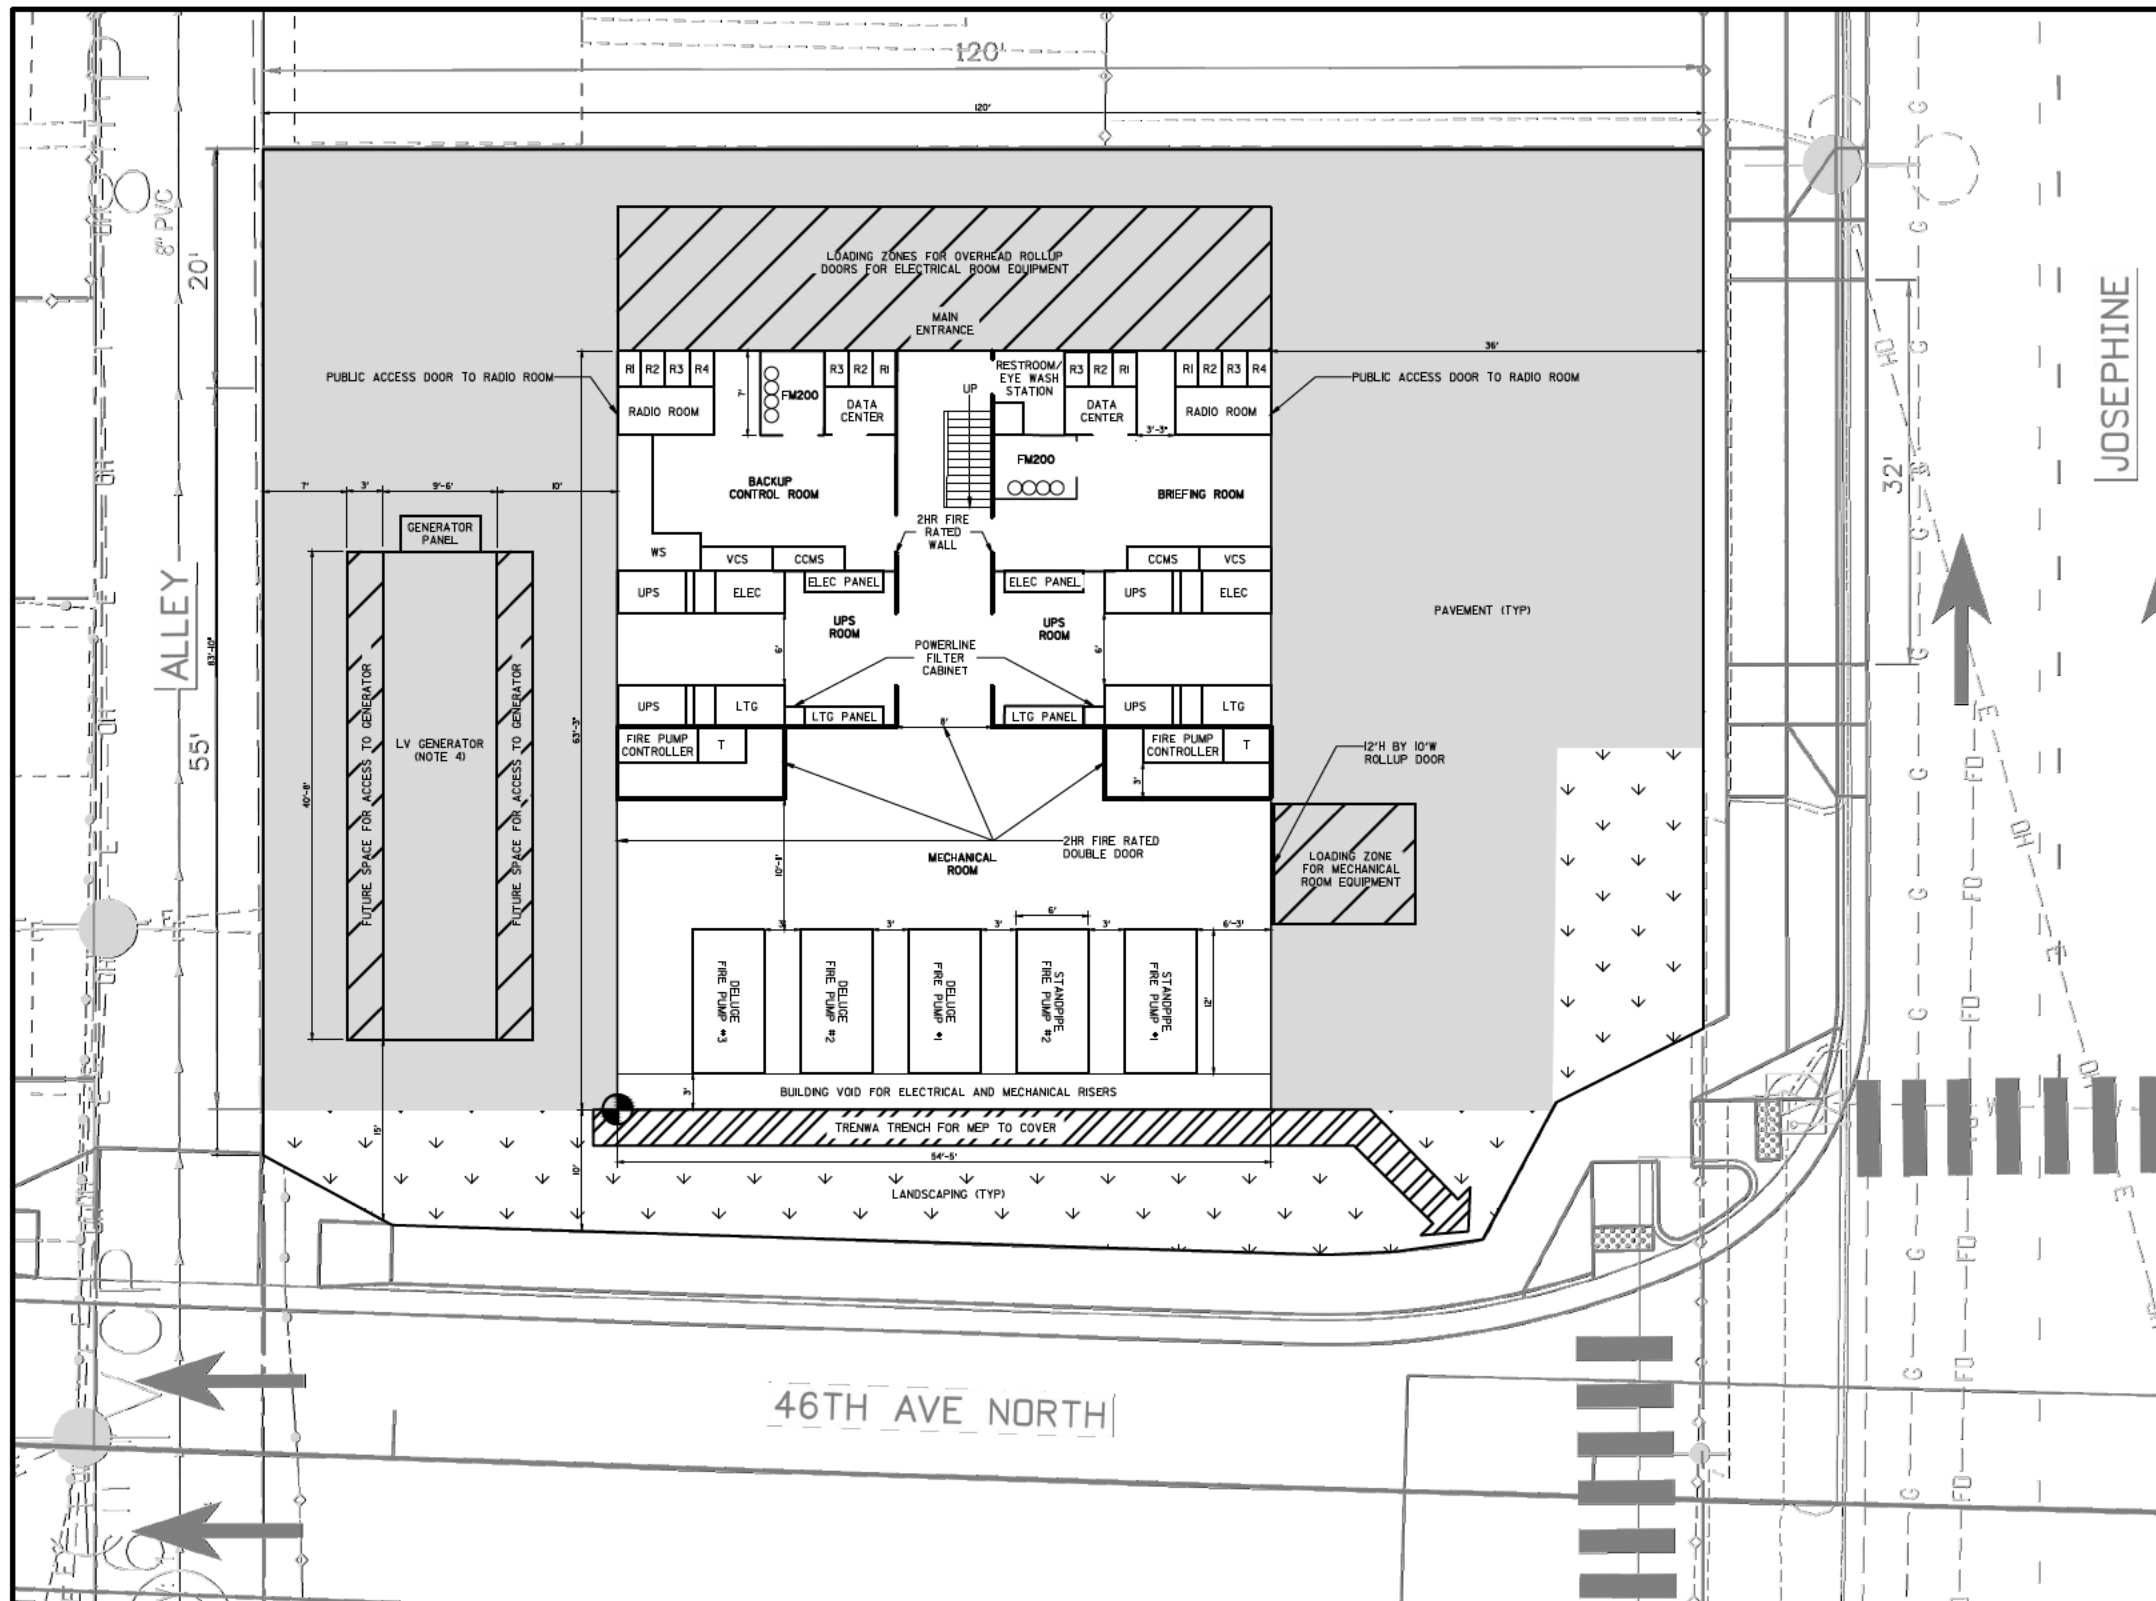 120'
120'
8" PVC
20'
LOADING ZONES FOR OVERHEAD ROLLUP
DOORS FOR ELECTRICAL ROOM EQUIPMENT
MAIN
ENTRANCE
36'
PUBLIC ACCESS DOOR TO RADIO ROOM
R1 R2 R3 R4
RADIO ROOM
7'
FM200
R3 R2 R1
DATA
CENTER
UP
RESTROOM/
EYE WASH
STATION
R3 R2 R1
DATA
CENTER
3'-3"
R1 R2 R3 R4
RADIO ROOM
PUBLIC ACCESS DOOR TO RADIO ROOM
JOSEPHINE
32'
FM200
BACKUP
CONTROL ROOM
BRIEFING ROOM
7'
3'
9'-6'
10'
GENERATOR
PANEL
2HR FIRE
RATED
WALL
WS
VCS
CCMS
CCMS
VCS
UPS
ELEC
ELEC PANEL
ELEC PANEL
UPS
ELEC
UPS
ROOM
UPS
ROOM
6'
6'
PAVEMENT (TYP)
POWERLINE
FILTER
CABINET
ALLEY
83'-10"
63'-3"
55'
UPS
LTG
LTG PANEL
8'
LTG PANEL
UPS
LTG
FIRE PUMP
CONTROLLER
T
FIRE PUMP
CONTROLLER
T
3'
12'H BY 10'W
ROLLUP DOOR
FUTURE SPACE FOR ACCESS TO GENERATOR
LV GENERATOR
(NOTE 4)
FUTURE SPACE FOR ACCESS TO GENERATOR
40'-8'
2HR FIRE RATED
DOUBLE DOOR
MECHANICAL
ROOM
LOADING ZONE
FOR MECHANICAL
ROOM EQUIPMENT
3'
3'
3'
6'
3'
6'-3'
DELUGE
FIRE PUMP #3
DELUGE
FIRE PUMP #2
DELUGE
FIRE PUMP #1
STANDPIPE
FIRE PUMP #2
STANDPIPE
FIRE PUMP #1
12'
3'
BUILDING VOID FOR ELECTRICAL AND MECHANICAL RISERS
TRENWA TRENCH FOR MEP TO COVER
15'
10'
54'-5'
LANDSCAPING (TYP)
46TH AVE NORTH